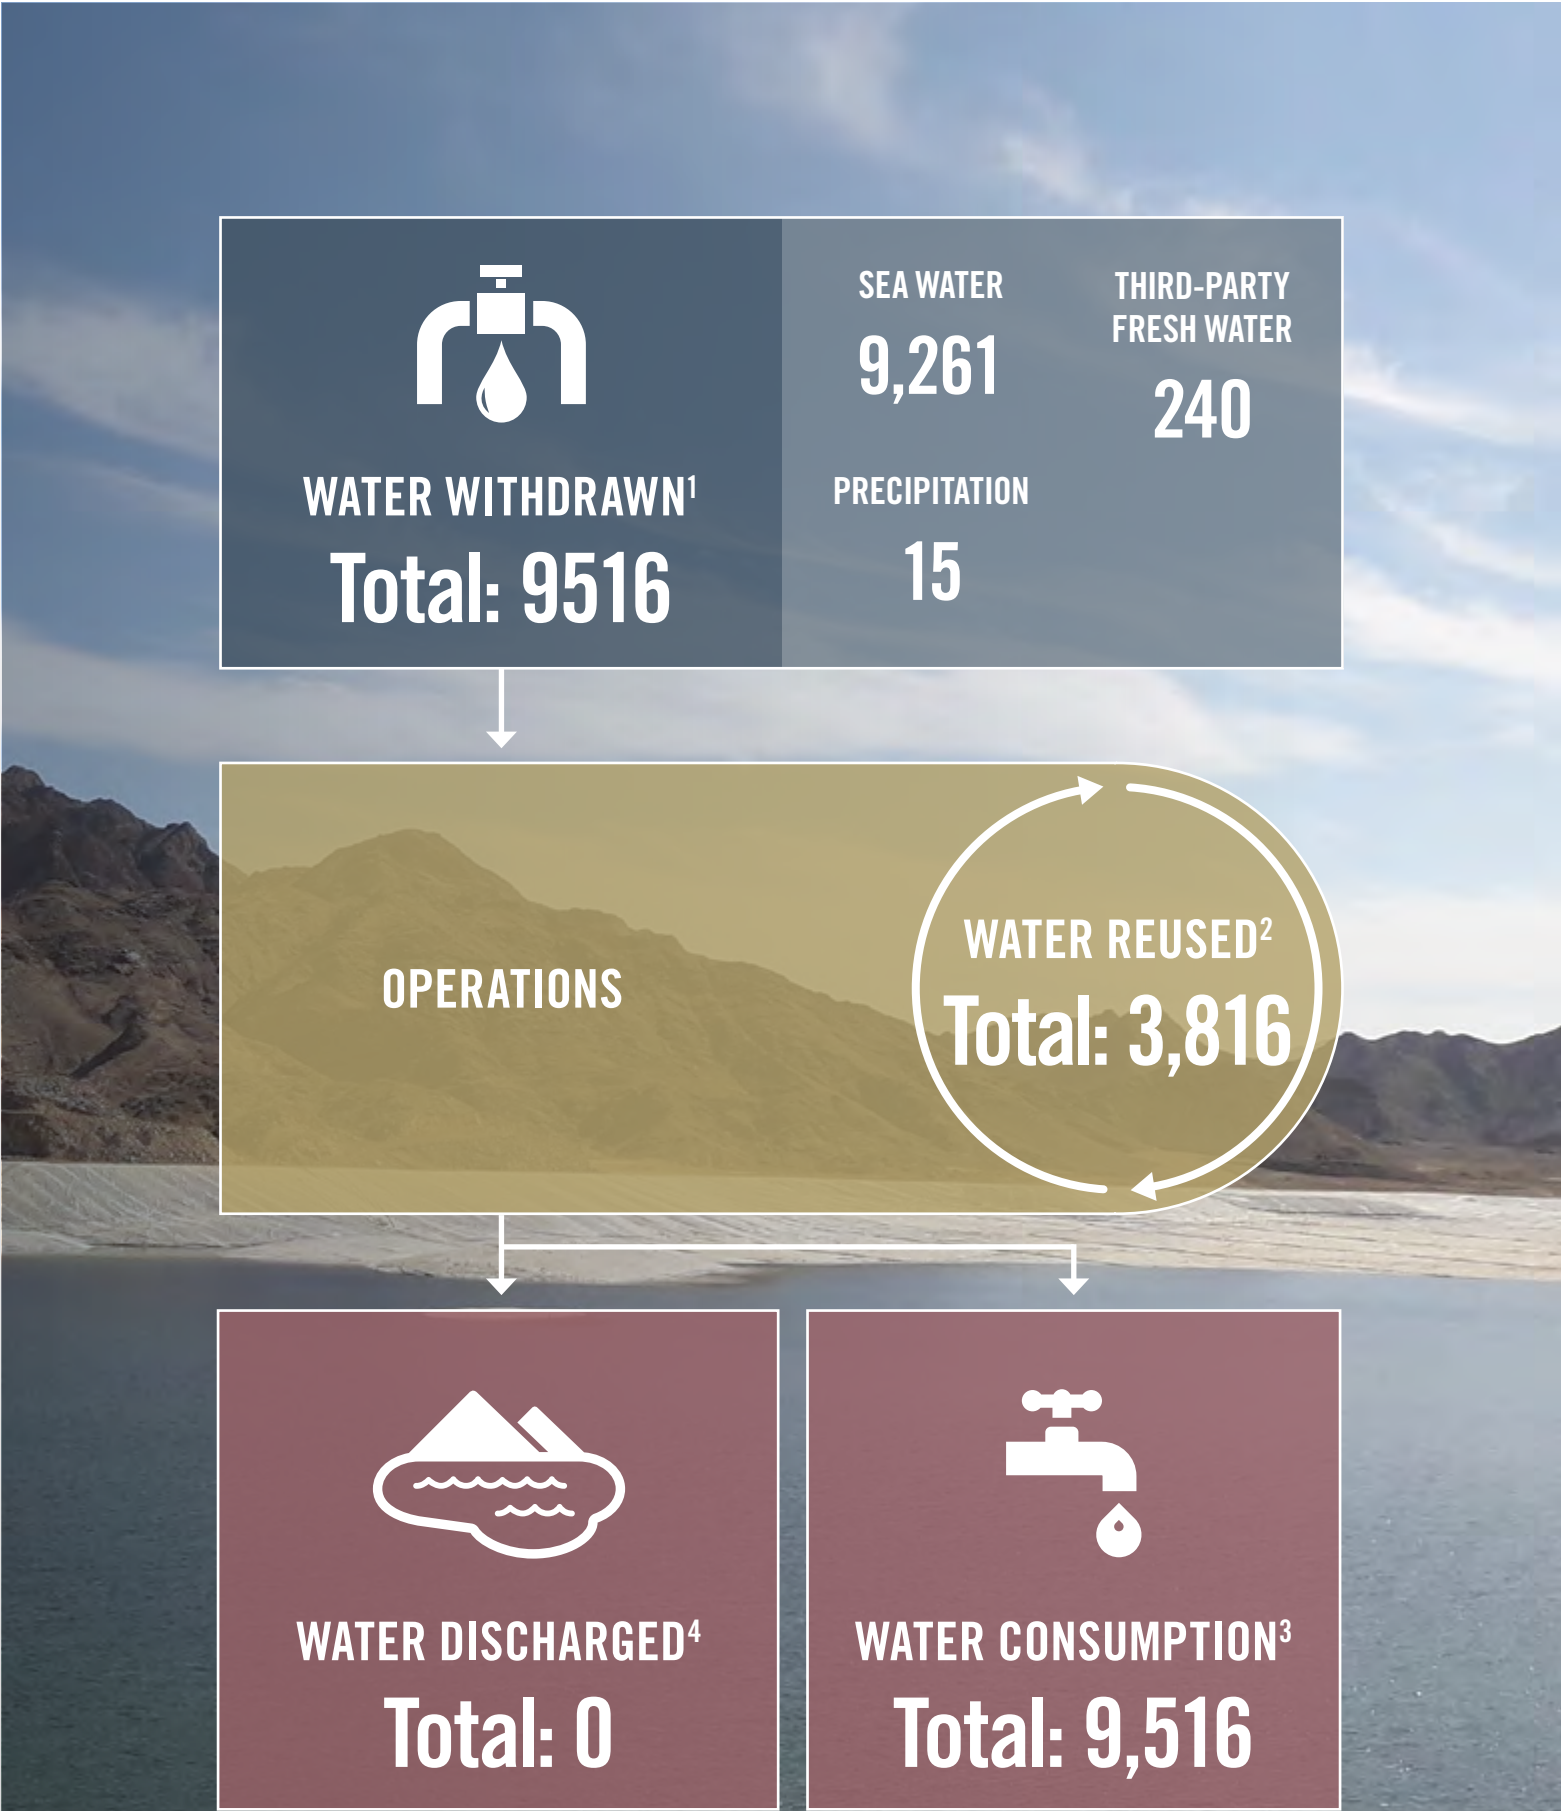 WATER WITHDRAWN¹
Total: 9516
SEA WATER
9,261
THIRD-PARTY
FRESH WATER
240
PRECIPITATION
15
OPERATIONS
WATER REUSED²
Total: 3,816
WATER DISCHARGED⁴
Total: 0
WATER CONSUMPTION³
Total: 9,516